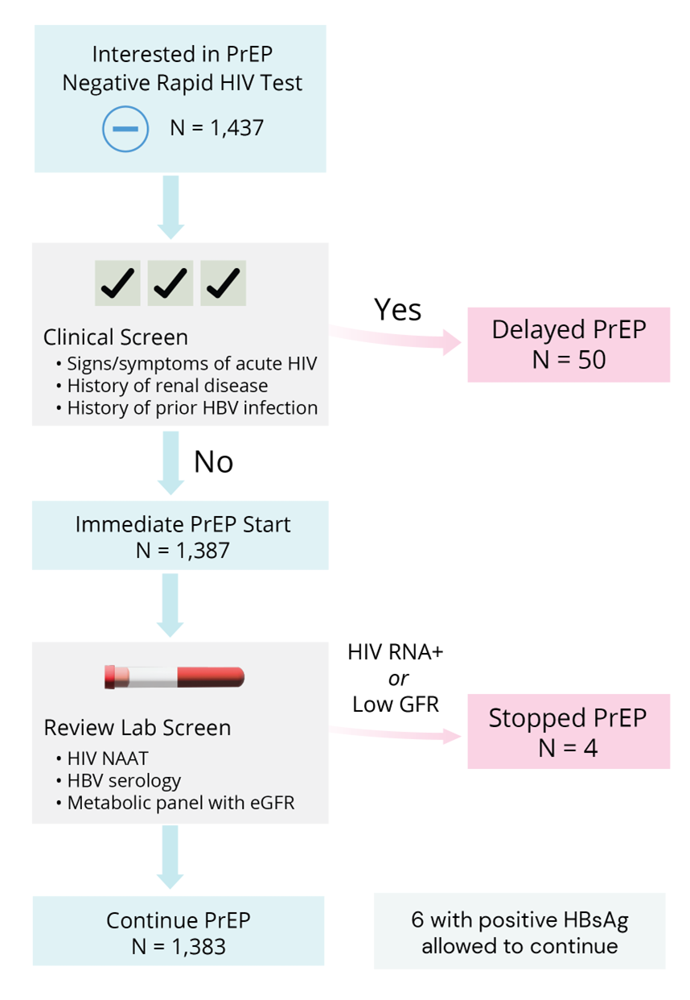 Interested in PrEP
Negative Rapid HIV Test
N = 1,437
Clinical Screen
• Signs/symptoms of acute HIV
• History of renal disease
• History of prior HBV infection
Yes
Delayed PrEP
N = 50
No
Immediate PrEP Start
N = 1,387
Review Lab Screen
• HIV NAAT
• HBV serology
• Metabolic panel with eGFR
HIV RNA+
or
Low GFR
Stopped PrEP
N = 4
Continue PrEP
N = 1,383
6 with positive HBsAg
allowed to continue